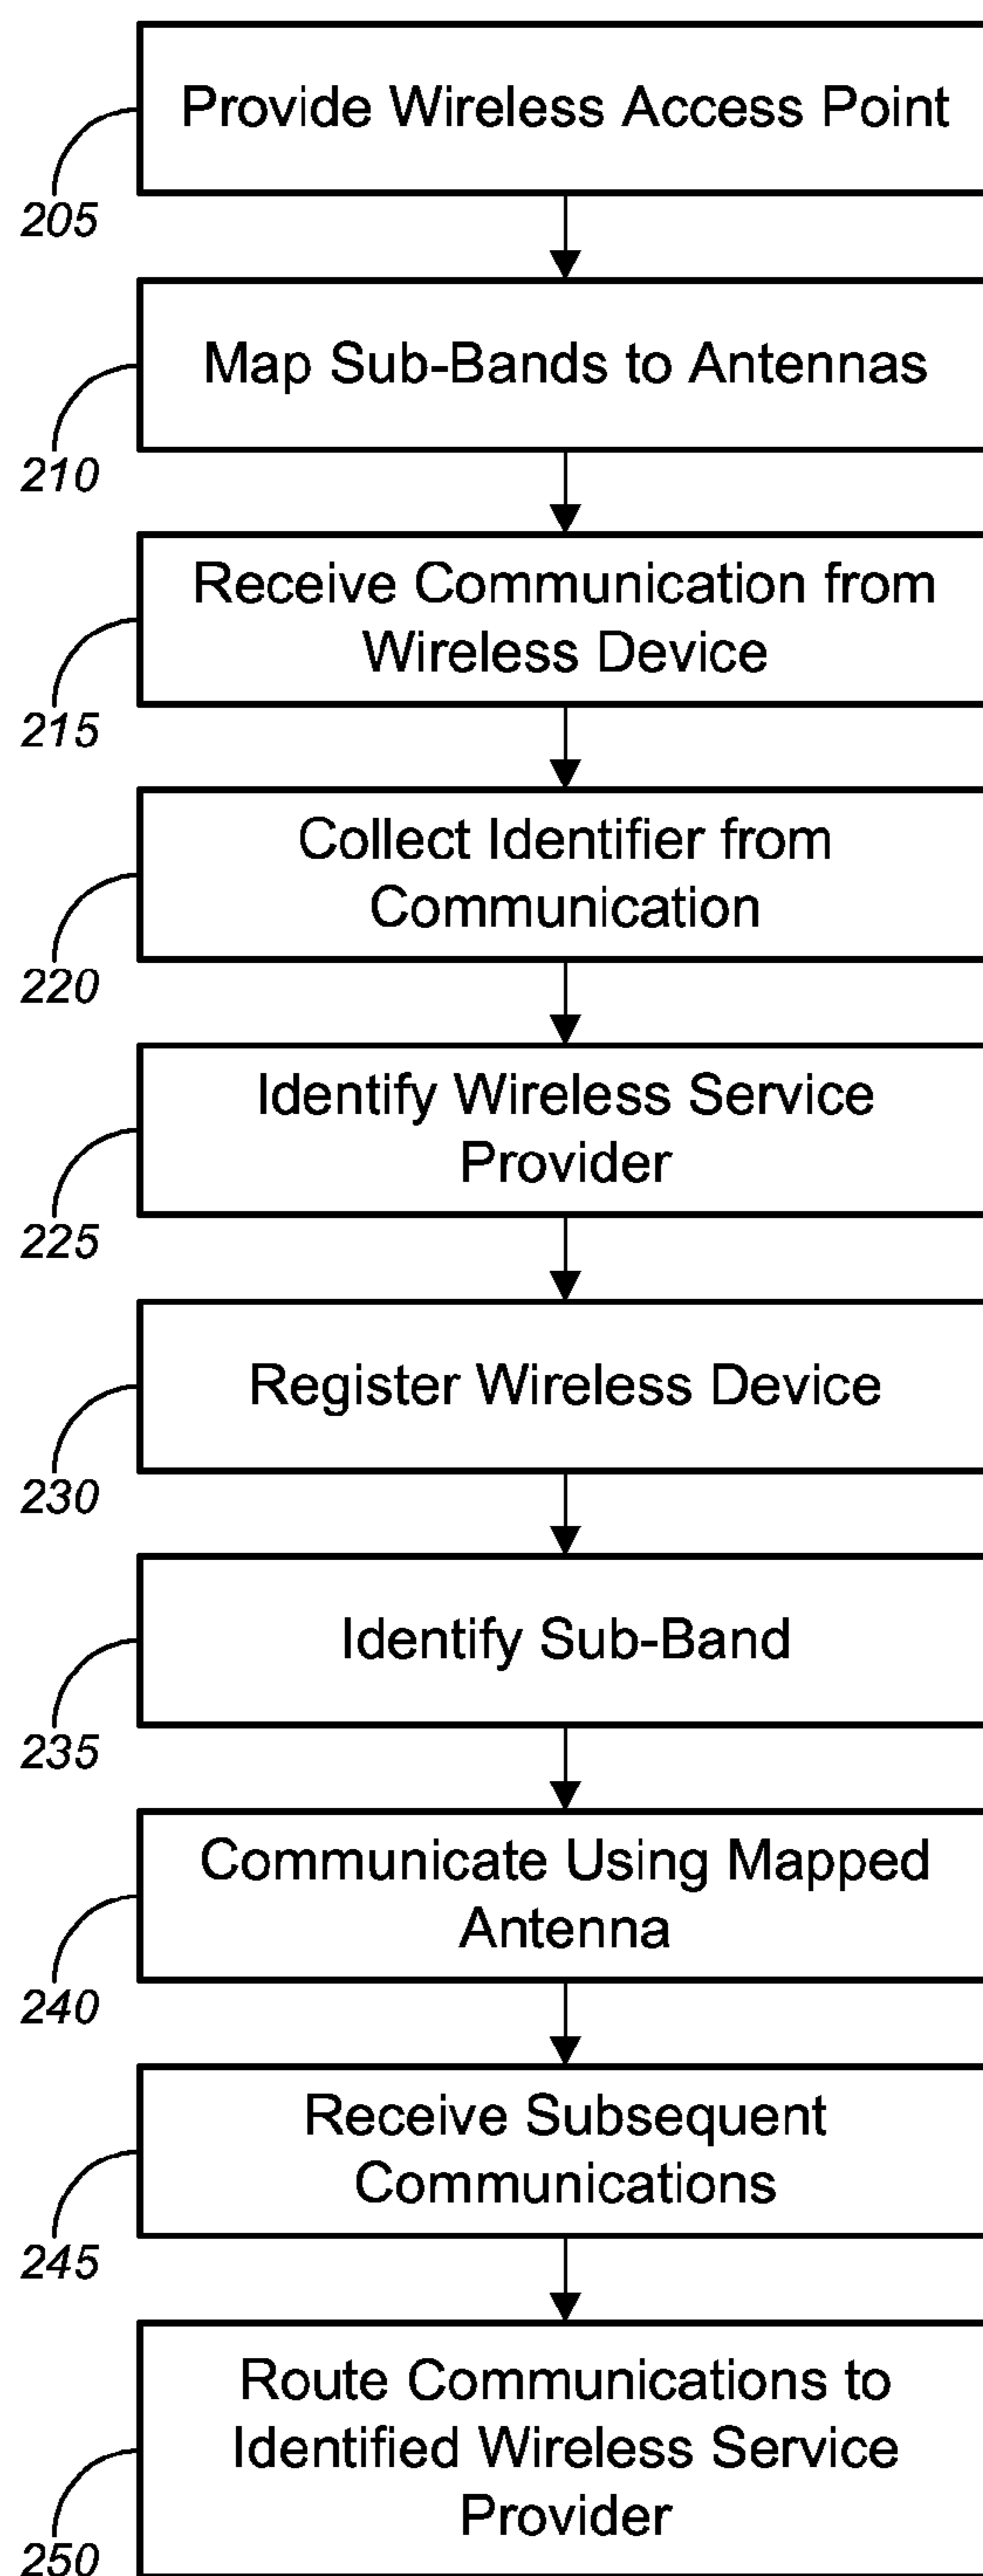 Provide Wireless Access Point
205
Map Sub-Bands to Antennas
210
Receive Communication from
Wireless Device
215
Collect Identifier from
Communication
220
Identify Wireless Service
Provider
225
Register Wireless Device
230
Identify Sub-Band
235
Communicate Using Mapped
Antenna
240
Receive Subsequent
Communications
245
Route Communications to
Identified Wireless Service
Provider
250